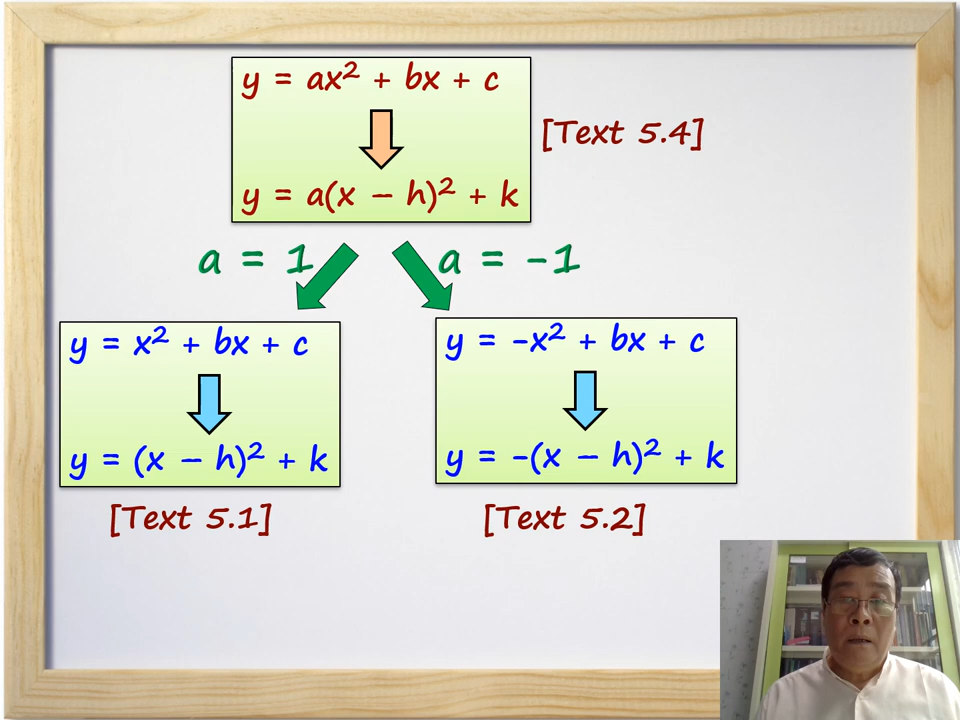 y = ax² + bx + c
y = a(x – h)² + k
[Text 5.4]
a = 1
a = -1
y = x² + bx + c
y = (x – h)² + k
[Text 5.1]
y = -x² + bx + c
y = -(x – h)² + k
[Text 5.2]